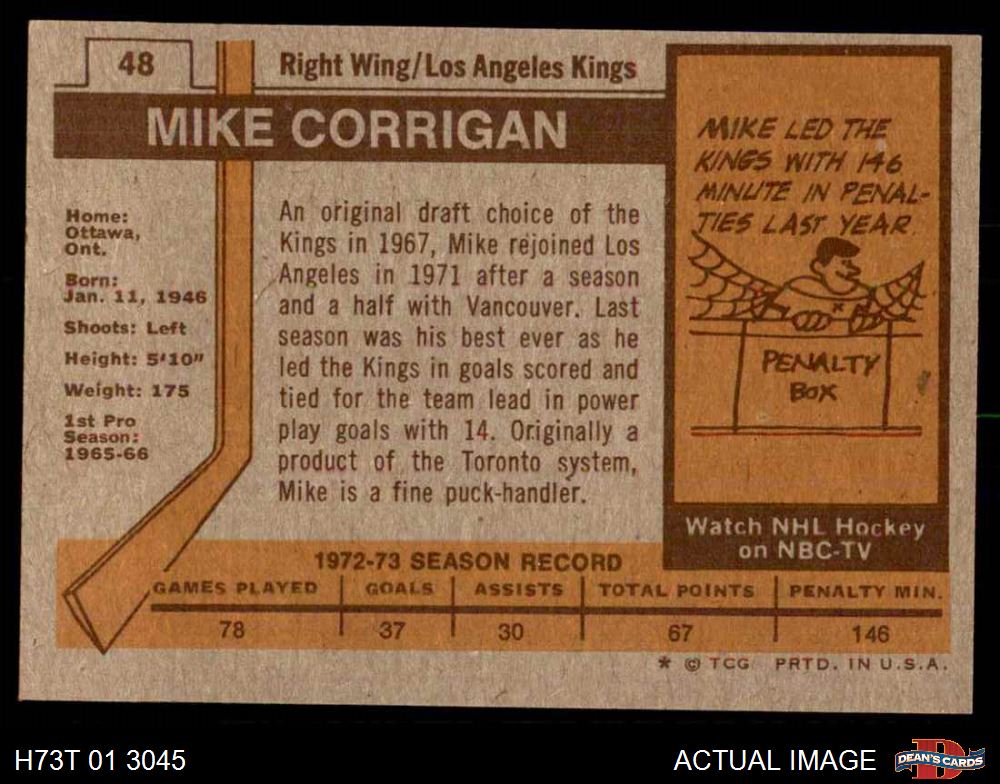 48
Right Wing/Los Angeles Kings
MIKE CORRIGAN
Home:
Ottawa,
Ont.
Born:
Jan. 11, 1946
Shoots: Left
Height: 5'10"
Weight: 175
1st Pro
Season:
1965-66
An original draft choice of the
Kings in 1967, Mike rejoined Los
Angeles in 1971 after a season
and a half with Vancouver. Last
season was his best ever as he
led the Kings in goals scored and
tied for the team lead in power
play goals with 14. Originally a
product of the Toronto system,
Mike is a fine puck-handler.
MIKE LED THE
KINGS WITH 146
MINUTE IN PENAL-
TIES LAST YEAR.
PENALTY
BOX
Watch NHL Hockey
on NBC-TV
1972-73 SEASON RECORD
GAMES PLAYED GOALS ASSISTS TOTAL POINTS PENALTY MIN.
78 37 30 67 146
* © TCG PRTD. IN U.S.A.
H73T 01 3045
ACTUAL IMAGE
DEAN'S CARDS